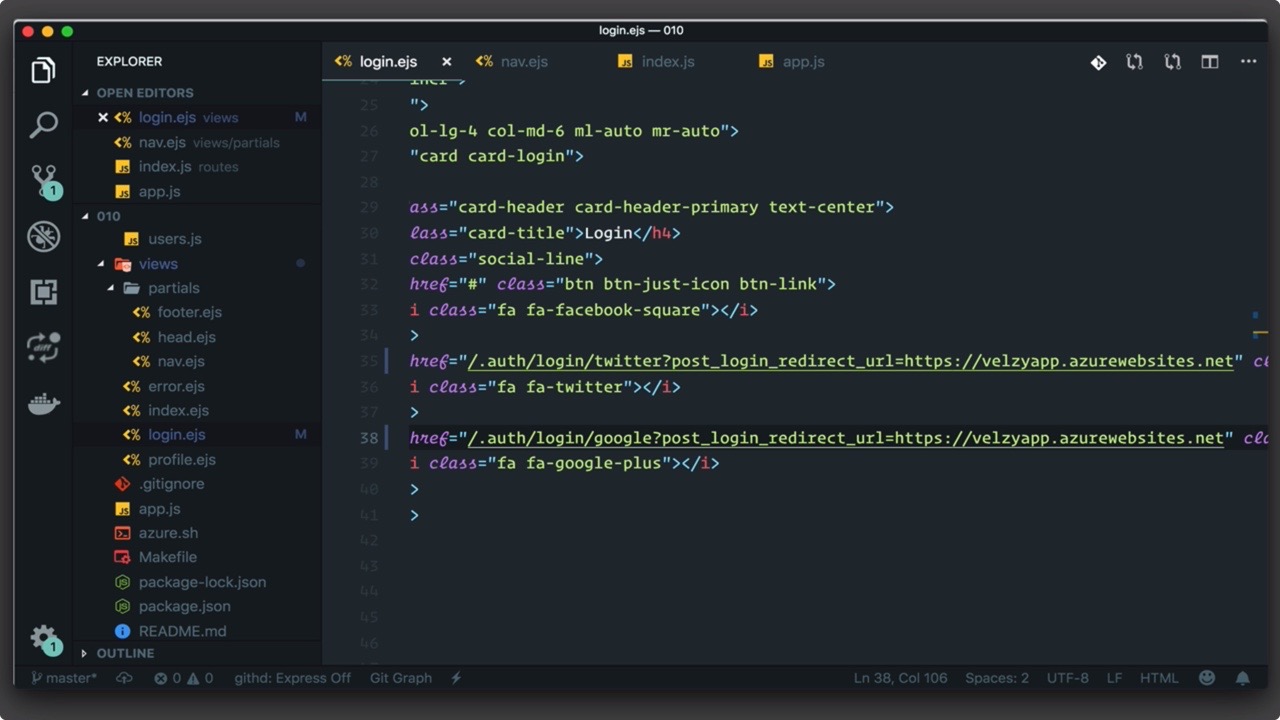 login.ejs — 010
EXPLORER
OPEN EDITORS
login.ejs views M
nav.ejs views/partials
index.js routes
app.js
010
users.js
views
partials
footer.ejs
head.ejs
nav.ejs
error.ejs
index.ejs
login.ejs M
profile.ejs
.gitignore
app.js
azure.sh
Makefile
package-lock.json
package.json
README.md
OUTLINE
1
1
login.ejs
nav.ejs
index.js
app.js
25 ">
26 ol-lg-4 col-md-6 ml-auto mr-auto">
27 "card card-login">
28
29 ass="card-header card-header-primary text-center">
30 lass="card-title">Login</h4>
31 class="social-line">
32 href="#" class="btn btn-just-icon btn-link">
33 i class="fa fa-facebook-square"></i>
34 >
35 href="/.auth/login/twitter?post_login_redirect_url=https://velzyapp.azurewebsites.net" c
36 i class="fa fa-twitter"></i>
37 >
38 href="/.auth/login/google?post_login_redirect_url=https://velzyapp.azurewebsites.net" cla
39 i class="fa fa-google-plus"></i>
40 >
41 >
42
43
44
45
46
master* 0 0 githd: Express Off Git Graph Ln 38, Col 106 Spaces: 2 UTF-8 LF HTML